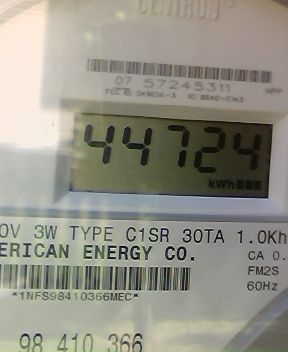 CENTRON®
07 57245311
44724
kWh
0V 3W TYPE C1SR 30TA 1.0Kh
ERICAN ENERGY CO.
CA 0.
FM2S
*1NFS98410366MEC*
60Hz
98 410 366